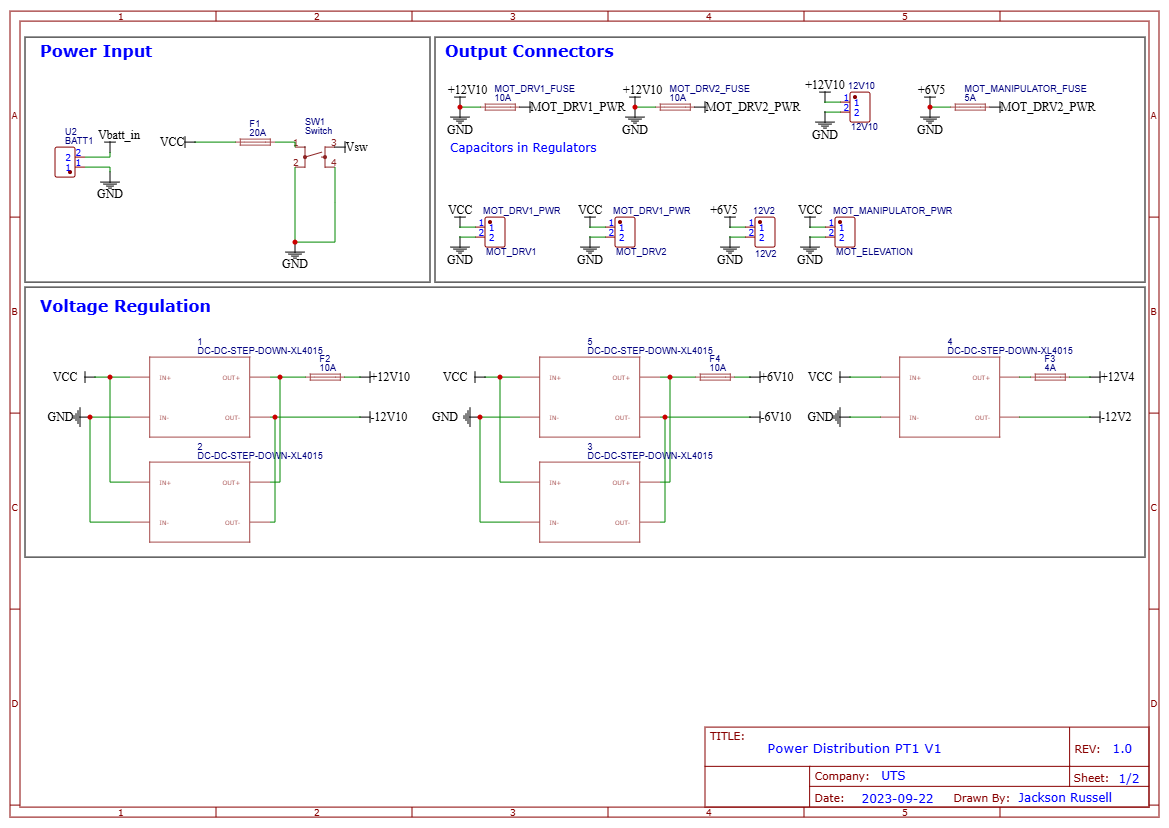 1 2 3 4 5
A
B
C
D
Power Input
U2
BATT1
2 2
1 1
Vbatt_in
GND
VCC
F1
20A
SW1
Switch
1 3
2 4
Vsw
GND
Output Connectors
+12V10
MOT_DRV1_FUSE
10A
MOT_DRV1_PWR
GND
+12V10
MOT_DRV2_FUSE
10A
MOT_DRV2_PWR
GND
+12V10
12V10
1 1
2 2
12V10
GND
+6V5
MOT_MANIPULATOR_FUSE
5A
MOT_DRV2_PWR
GND
Capacitors in Regulators
VCC
MOT_DRV1_PWR
1 1
2 2
MOT_DRV1
GND
VCC
MOT_DRV1_PWR
1 1
2 2
MOT_DRV2
GND
+6V5
12V2
1 1
2 2
12V2
GND
VCC
MOT_MANIPULATOR_PWR
1 1
2 2
MOT_ELEVATION
GND
Voltage Regulation
1
DC-DC-STEP-DOWN-XL4015
VCC
IN+ OUT+
F2
10A
+12V10
GND
IN- OUT-
-12V10
2
DC-DC-STEP-DOWN-XL4015
IN+ OUT+
IN- OUT-
5
DC-DC-STEP-DOWN-XL4015
VCC
IN+ OUT+
F4
10A
+6V10
GND
IN- OUT-
-6V10
3
DC-DC-STEP-DOWN-XL4015
IN+ OUT+
IN- OUT-
4
DC-DC-STEP-DOWN-XL4015
VCC
IN+ OUT+
F3
4A
+12V4
GND
IN- OUT-
-12V2
A
B
C
D
TITLE:
Power Distribution PT1 V1
REV: 1.0
Company: UTS
Sheet: 1/2
Date: 2023-09-22 Drawn By: Jackson Russell
1 2 3 4 5